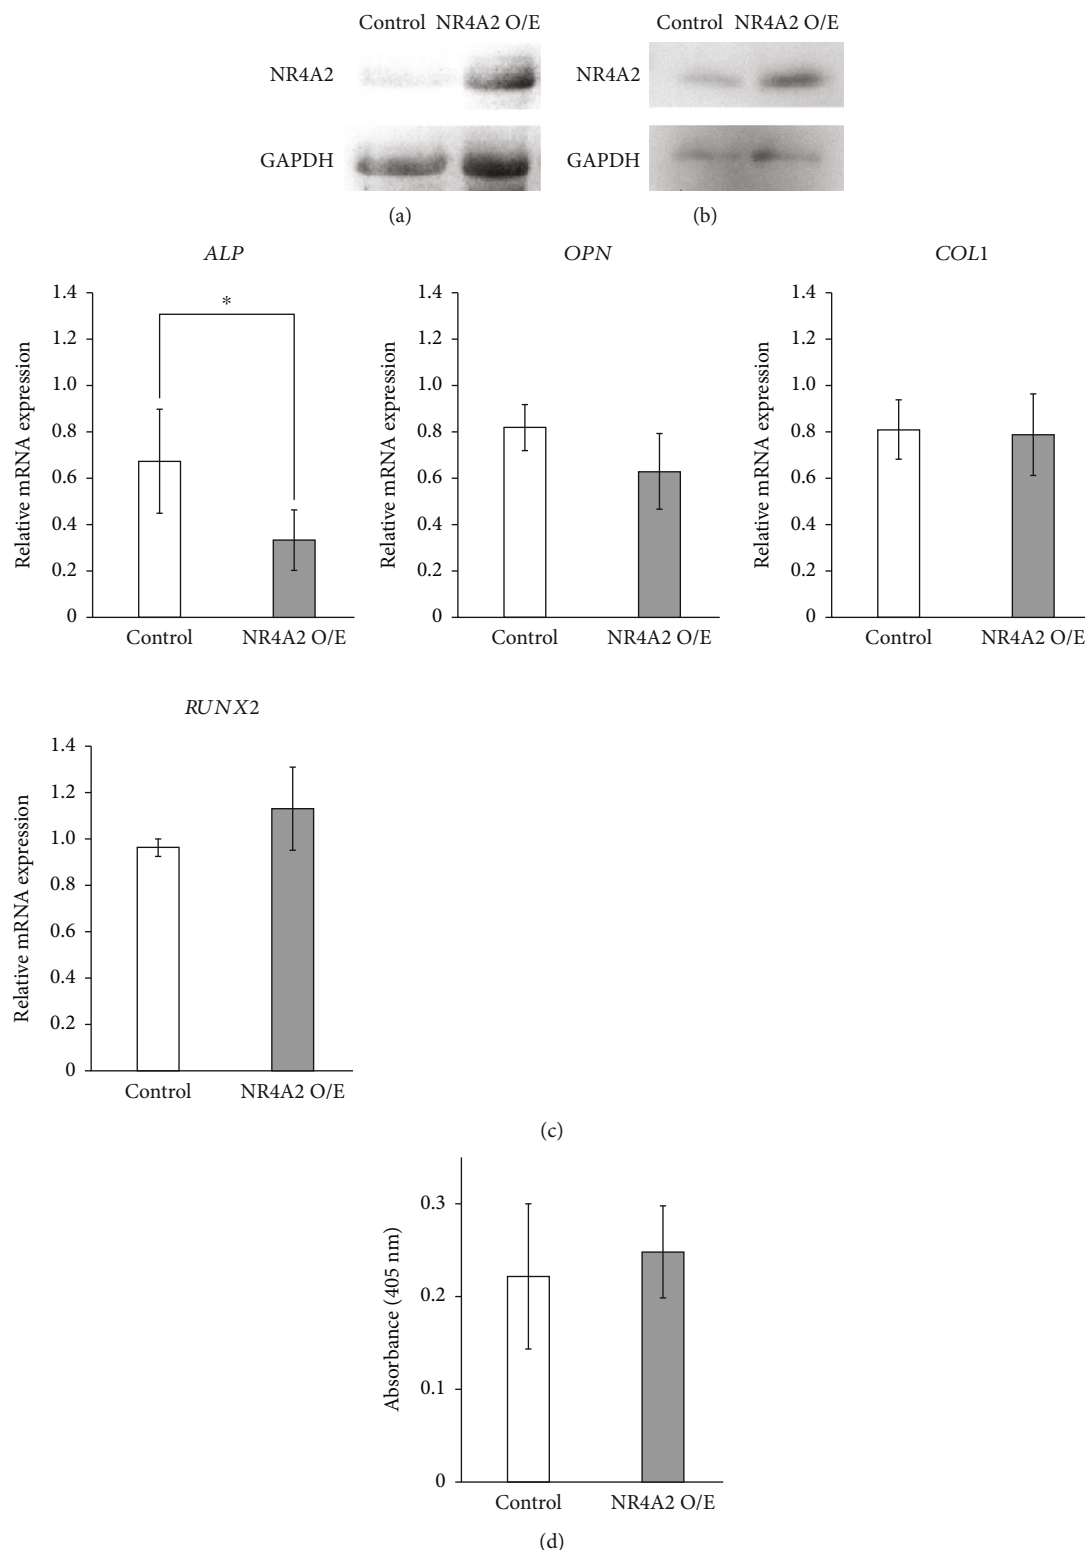 Control NR4A2 O/E
NR4A2
GAPDH
(a)
Control NR4A2 O/E
NR4A2
GAPDH
(b)
ALP
1.4
1.2
1.0
0.8
0.6
0.4
0.2
0
Relative mRNA expression
*
Control NR4A2 O/E
OPN
1.4
1.2
1.0
0.8
0.6
0.4
0.2
0
Relative mRNA expression
Control NR4A2 O/E
COL1
1.4
1.2
1.0
0.8
0.6
0.4
0.2
0
Relative mRNA expression
Control NR4A2 O/E
RUNX2
1.4
1.2
1.0
0.8
0.6
0.4
0.2
0
Relative mRNA expression
Control NR4A2 O/E
(c)
0.3
0.2
0.1
0
Absorbance (405 nm)
Control NR4A2 O/E
(d)